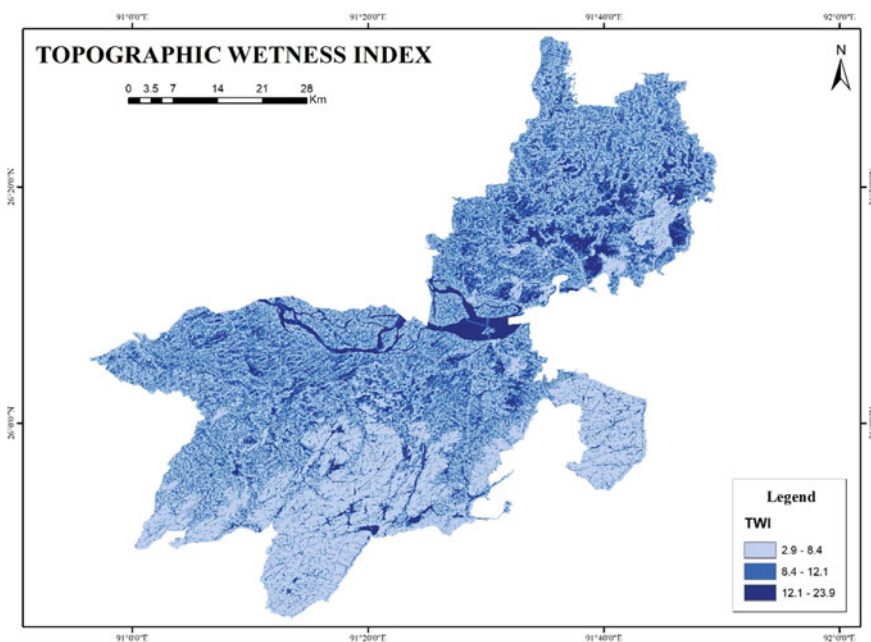 91°0'0"E 91°20'0"E 91°40'0"E 92°0'0"E
TOPOGRAPHIC WETNESS INDEX
N
0 3.5 7 14 21 28
Km
26°20'0"N
26°0'0"N
Legend
TWI
2.9 - 8.4
8.4 - 12.1
12.1 - 23.9
91°0'0"E 91°20'0"E 91°40'0"E 92°0'0"E